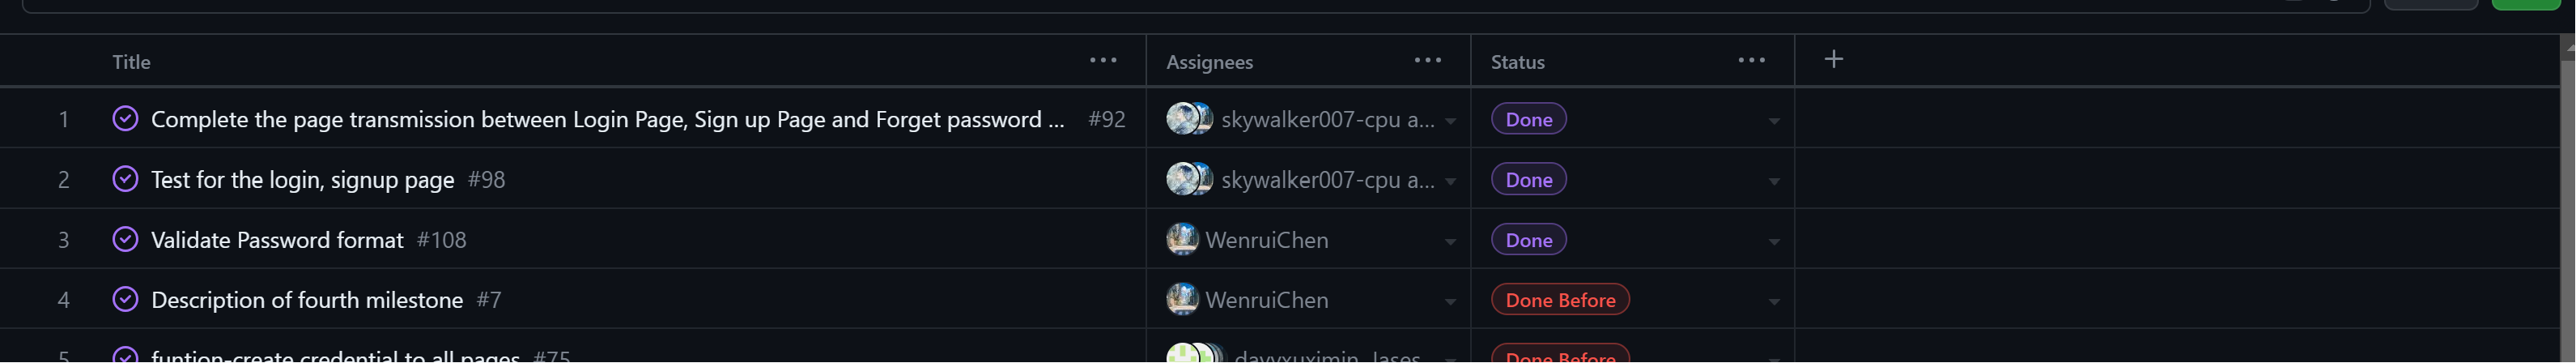 Title ... Assignees ... Status ... +
1 Complete the page transmission between Login Page, Sign up Page and Forget password ... #92 skywalker007-cpu a... Done
2 Test for the login, signup page #98 skywalker007-cpu a... Done
3 Validate Password format #108 WenruiChen Done
4 Description of fourth milestone #7 WenruiChen Done Before
5 funtion-create credential to all pages #75 Done Before